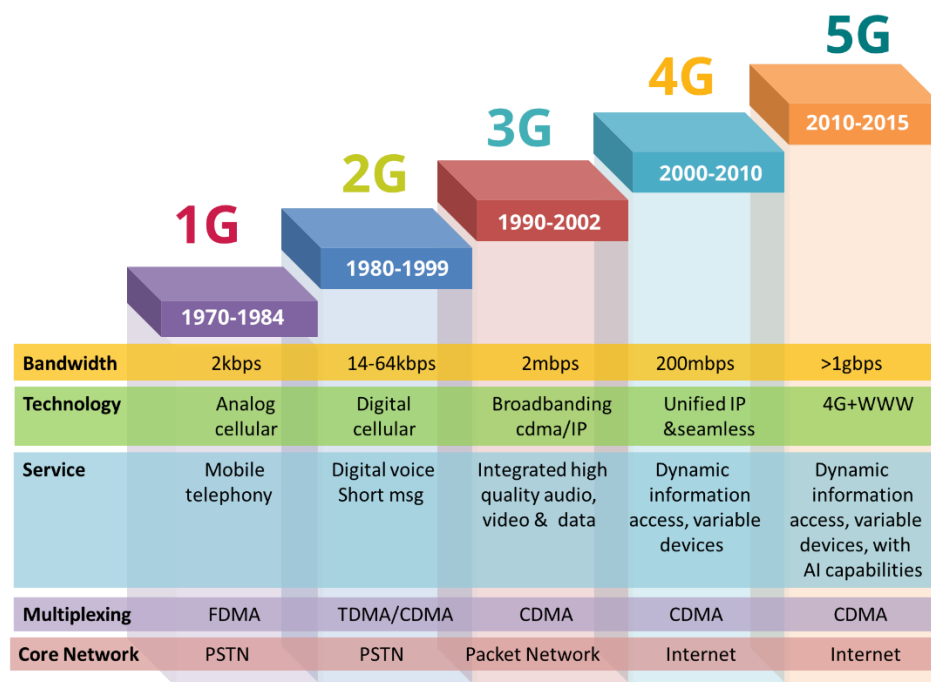 5G
4G
3G
2G
1G
2010-2015
2000-2010
1990-2002
1980-1999
1970-1984
Bandwidth 2kbps 14-64kbps 2mbps 200mbps >1gbps
Technology Analog Digital Broadbanding Unified IP 4G+WWW
cellular cellular cdma/IP &seamless
Service Mobile Digital voice Integrated high Dynamic Dynamic
telephony Short msg quality audio, information information
video & data access, variable access, variable
devices devices, with
AI capabilities
Multiplexing FDMA TDMA/CDMA CDMA CDMA CDMA
Core Network PSTN PSTN Packet Network Internet Internet